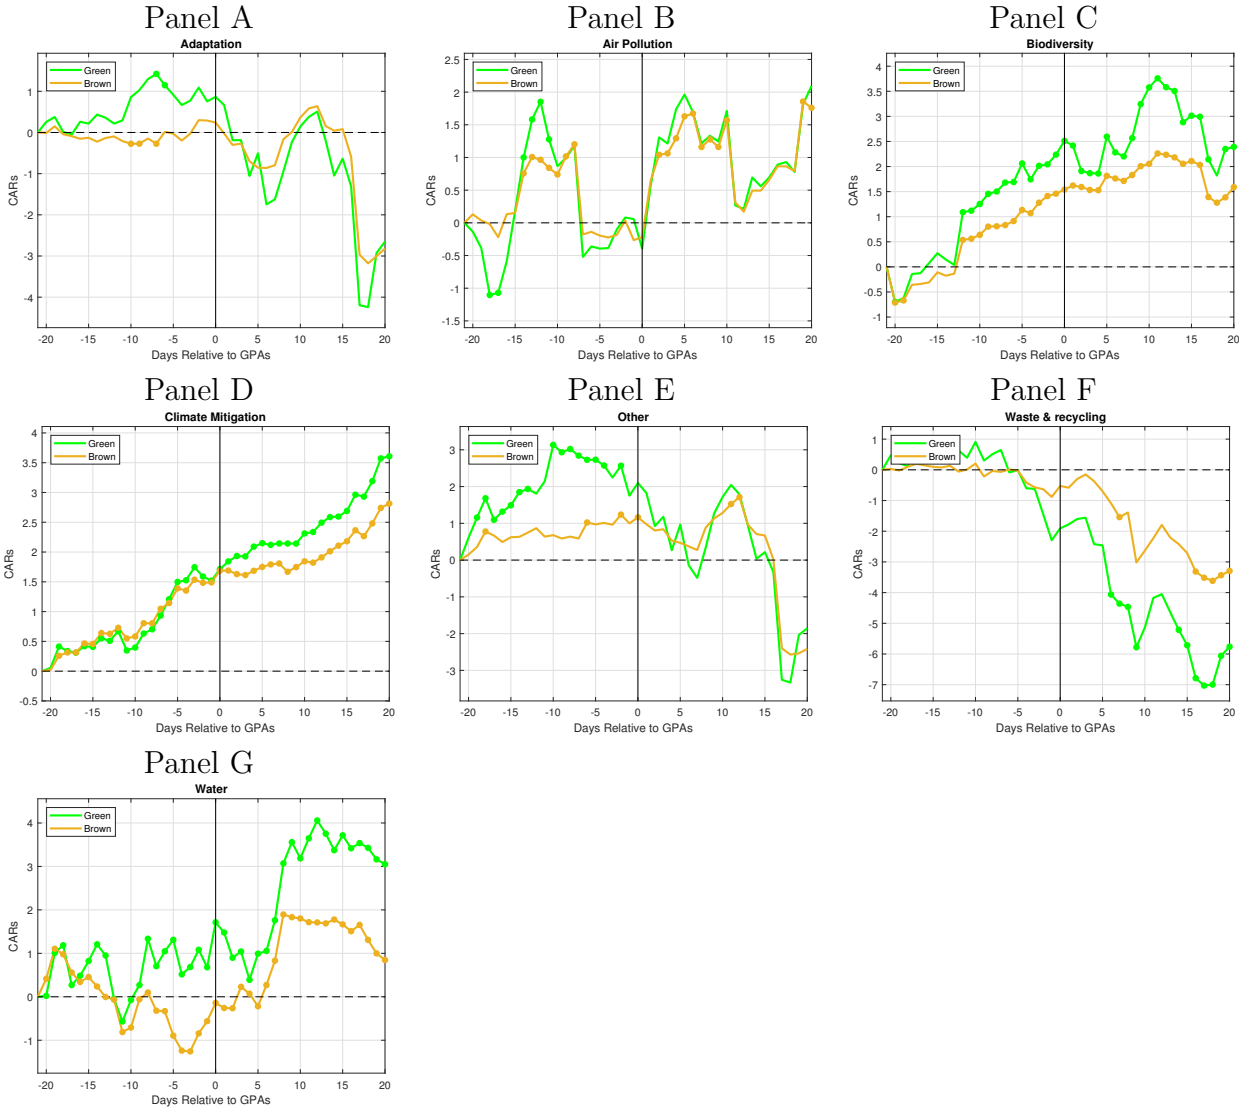 Panel A
Adaptation
Green
Brown
CARs
1
0
-1
-2
-3
-4
-20 -15 -10 -5 0 5 10 15 20
Days Relative to GPAs
Panel B
Air Pollution
Green
Brown
CARs
2.5
2
1.5
1
0.5
0
-0.5
-1
-1.5
-20 -15 -10 -5 0 5 10 15 20
Days Relative to GPAs
Panel C
Biodiversity
Green
Brown
CARs
4
3.5
3
2.5
2
1.5
1
0.5
0
-0.5
-1
-20 -15 -10 -5 0 5 10 15 20
Days Relative to GPAs
Panel D
Climate Mitigation
Green
Brown
CARs
4
3.5
3
2.5
2
1.5
1
0.5
0
-0.5
-20 -15 -10 -5 0 5 10 15 20
Days Relative to GPAs
Panel E
Other
Green
Brown
CARs
3
2
1
0
-1
-2
-3
-20 -15 -10 -5 0 5 10 15 20
Days Relative to GPAs
Panel F
Waste & recycling
Green
Brown
CARs
1
0
-1
-2
-3
-4
-5
-6
-7
-20 -15 -10 -5 0 5 10 15 20
Days Relative to GPAs
Panel G
Water
Green
Brown
CARs
4
3
2
1
0
-1
-20 -15 -10 -5 0 5 10 15 20
Days Relative to GPAs